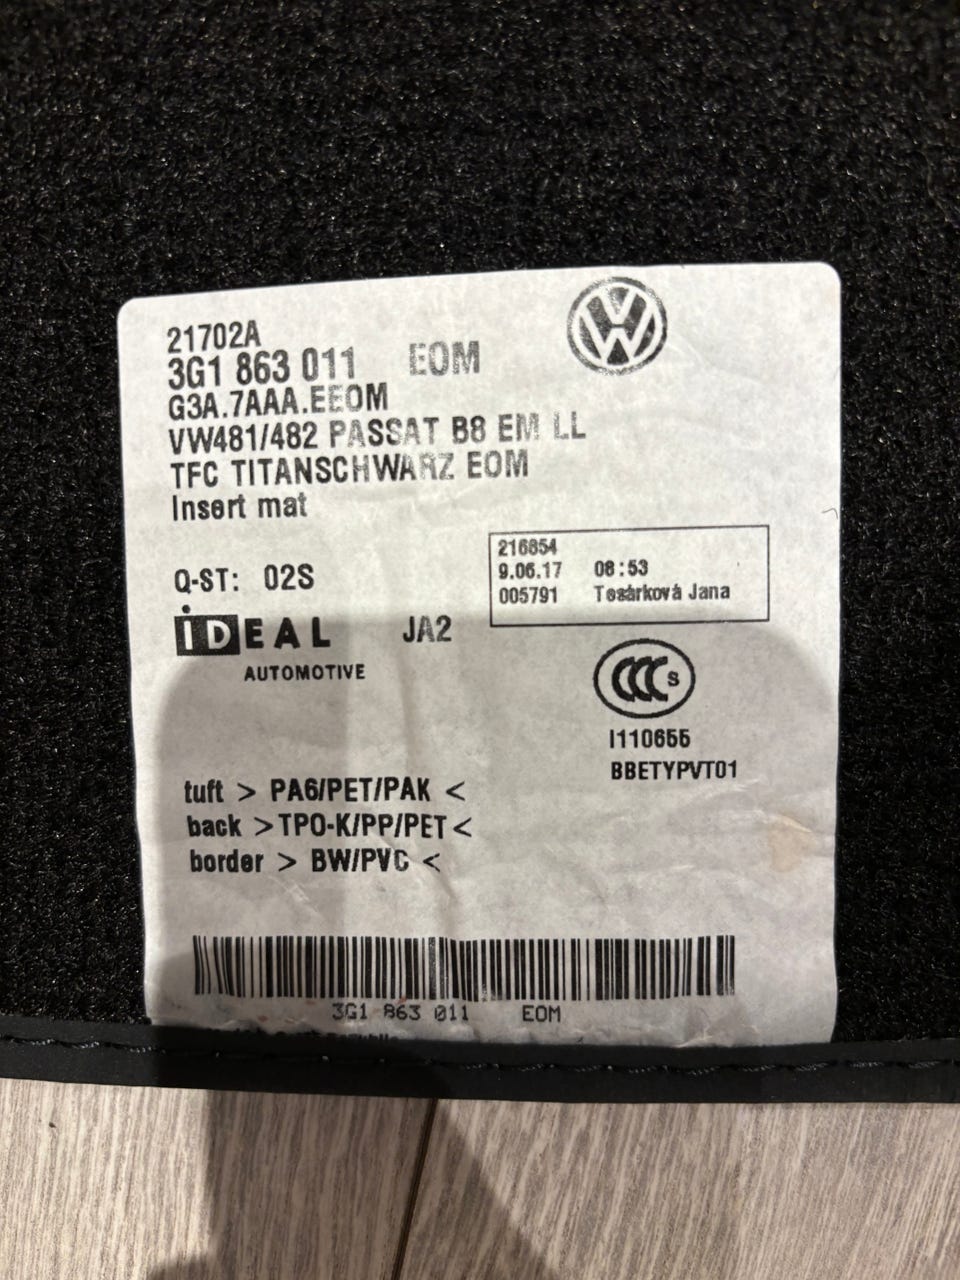 21702A
3G1 863 011 EOM
G3A.7AAA.EEOM
VW481/482 PASSAT B8 EM LL
TFC TITANSCHWARZ EOM
Insert mat
216854
9.06.17 08:53
005791 Tesárková Jana
Q-ST: 02S
iDEAL JA2
AUTOMOTIVE
CCC S
I110655
BBETYPVT01
tuft > PA6/PET/PAK <
back >TPO-K/PP/PET<
border > BW/PVC <
3G1 863 011 EOM